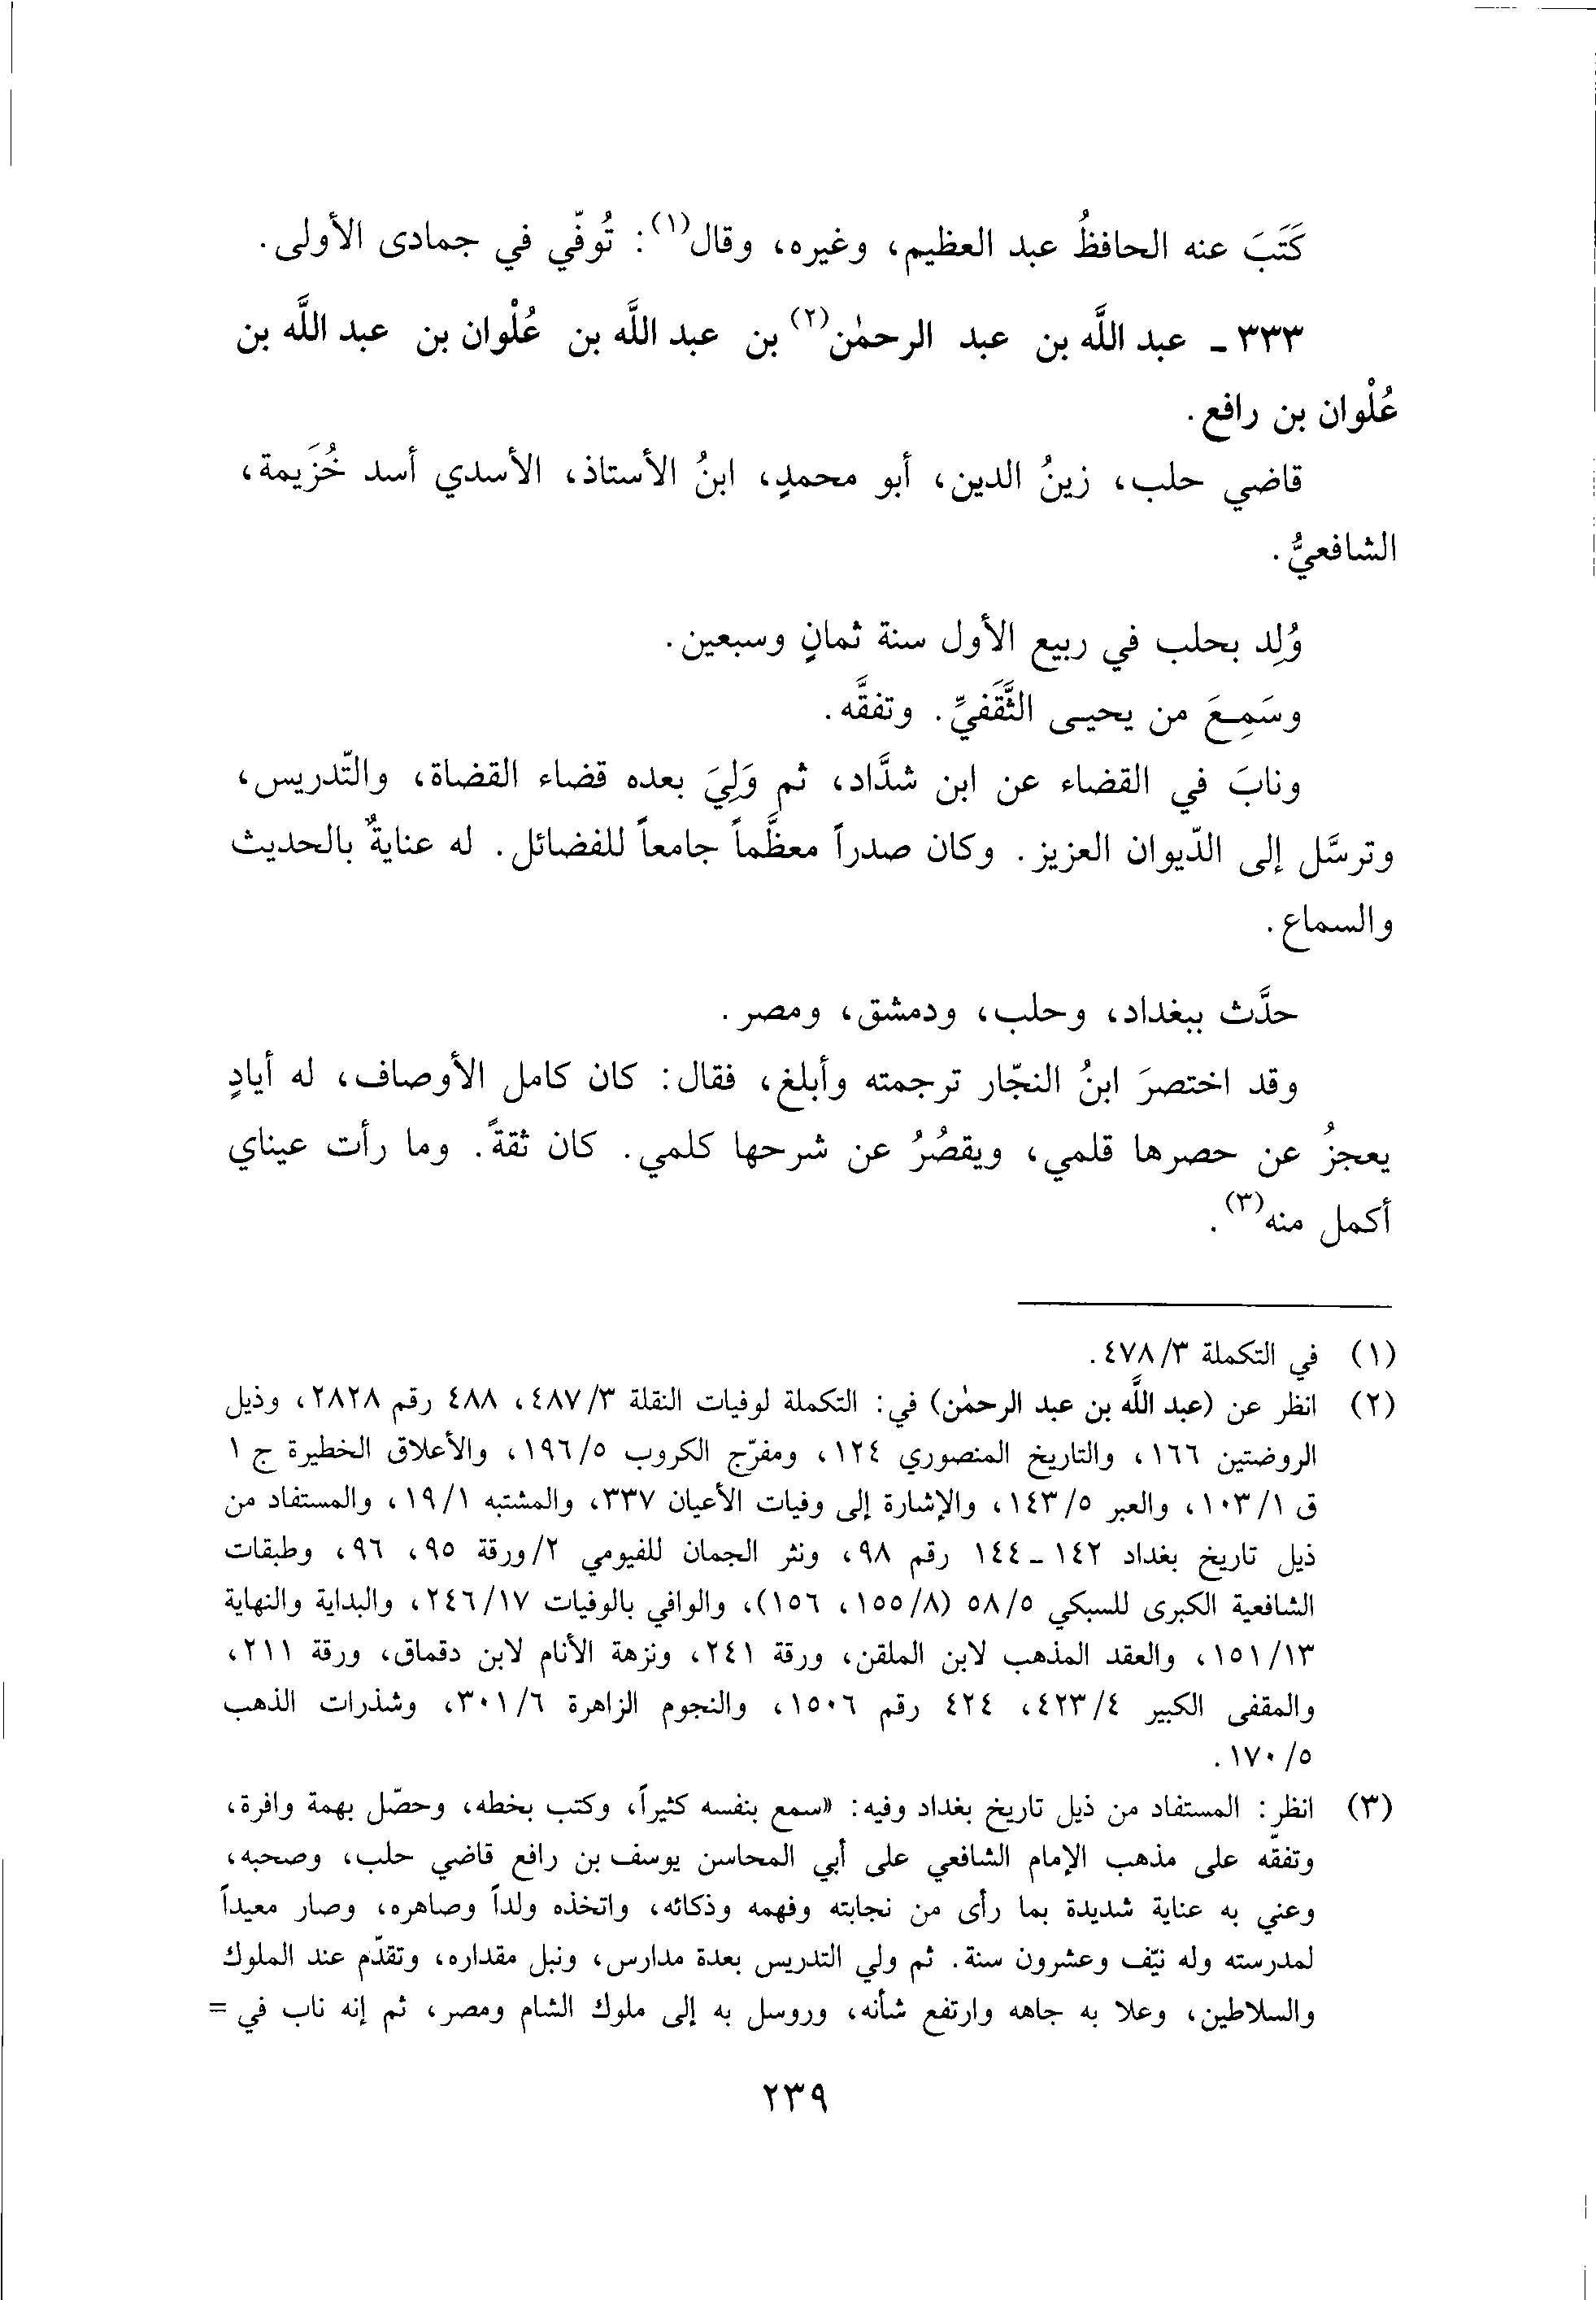 كَتَبَ عنه الحافظُ عبد العظيم، وغيره، وقال(١): تُوفّي في جمادى الأولى.
٣٣٣ ـ عبد اللَّه بن عبد الرحمٰن(٢) بن عبد اللَّه بن عُلْوان بن عبد اللَّه بن
عُلْوان بن رافع.
قاضي حلب، زينُ الدين، أبو محمدٍ، ابنُ الأستاذ، الأسدي أسد خُزَيمة،
الشافعيُّ.
وُلِد بحلب في ربيع الأول سنة ثمانٍ وسبعين.
وسَمِعَ من يحيى الثَّقَفيِّ. وتفقَّه.
ونابَ في القضاء عن ابن شدَّاد، ثم وَلِيَ بعده قضاء القضاة، والتّدريس،
وترسَّل إلى الدّيوان العزيز. وكان صدراً معظَّماً جامعاً للفضائل. له عنايةٌ بالحديث
والسماع.
حدَّث ببغداد، وحلب، ودمشق، ومصر.
وقد اختصرَ ابنُ النجّار ترجمته وأبلغ، فقال: كان كامل الأوصاف، له أيادٍ
يعجزُ عن حصرها قلمي، ويقصُرُ عن شرحها كلمي. كان ثقةً. وما رأت عيناي
أكمل منه(٣).
(١) في التكملة ٤٧٨/٣.
(٢) انظر عن (عبد اللَّه بن عبد الرحمٰن) في: التكملة لوفيات النقلة ٤٨٧/٣، ٤٨٨ رقم ٢٨٢٨، وذيل
الروضتين ١٦٦، والتاريخ المنصوري ١٢٤، ومفرّج الكروب ١٩٦/٥، والأعلاق الخطيرة ج ١
ق ١٠٣/١، والعبر ١٤٣/٥، والإشارة إلى وفيات الأعيان ٣٣٧، والمشتبه ١٩/١، والمستفاد من
ذيل تاريخ بغداد ١٤٢ ـ ١٤٤ رقم ٩٨، ونثر الجمان للفيومي ٢/ورقة ٩٥، ٩٦، وطبقات
الشافعية الكبرى للسبكي ٥٨/٥ (١٥٥/٨، ١٥٦)، والوافي بالوفيات ٢٤٦/١٧، والبداية والنهاية
١٥١/١٣، والعقد المذهب لابن الملقن، ورقة ٢٤١، ونزهة الأنام لابن دقماق، ورقة ٢١١،
والمقفى الكبير ٤٢٣/٤، ٤٢٤ رقم ١٥٠٦، والنجوم الزاهرة ٣٠١/٦، وشذرات الذهب
١٧٠/٥.
(٣) انظر: المستفاد من ذيل تاريخ بغداد وفيه: «سمع بنفسه كثيراً، وكتب بخطه، وحصّل بهمة وافرة،
وتفقّه على مذهب الإمام الشافعي على أبي المحاسن يوسف بن رافع قاضي حلب، وصحبه،
وعني به عناية شديدة بما رأى من نجابته وفهمه وذكائه، واتخذه ولداً وصاهره، وصار معيداً
لمدرسته وله نيّف وعشرون سنة. ثم ولي التدريس بعدة مدارس، ونبل مقداره، وتقدّم عند الملوك
والسلاطين، وعلا به جاهه وارتفع شأنه، وروسل به إلى ملوك الشام ومصر، ثم إنه ناب في =
٢٣٩